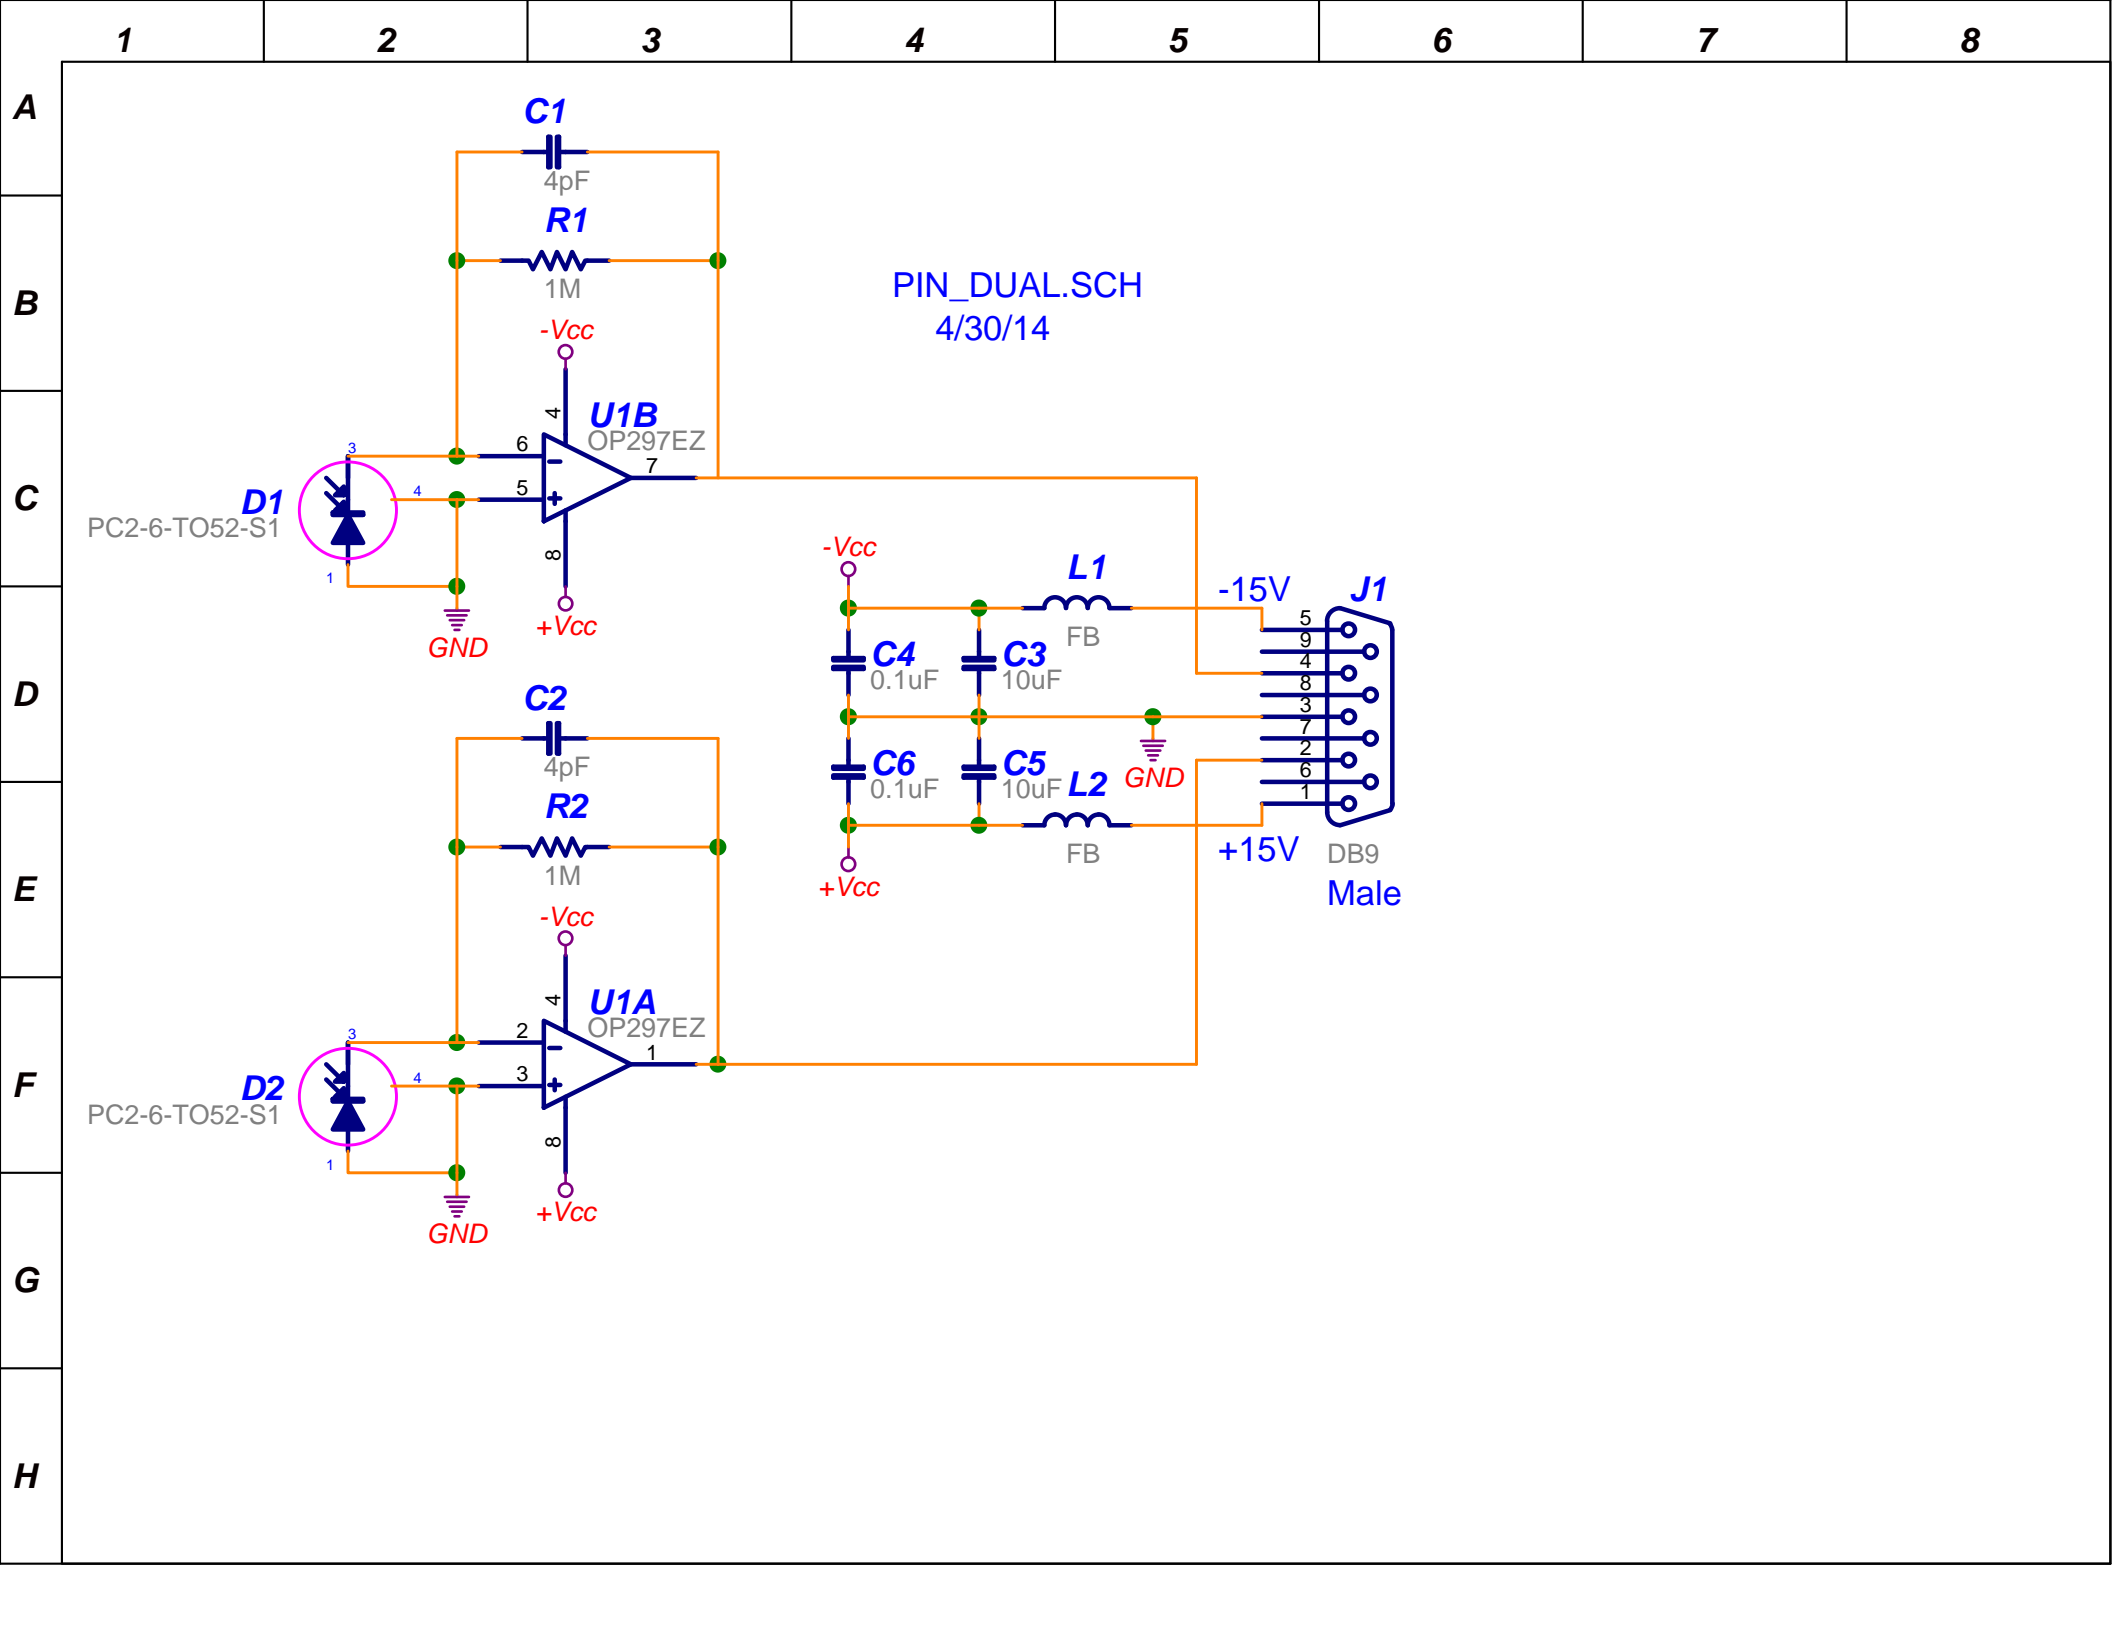 1 2 3 4 5 6 7 8
A
C1
4pF
R1
1M
B
PIN_DUAL.SCH
4/30/14
-Vcc
4
U1B
OP297EZ
3
6
7
C
D1
PC2-6-TO52-S1
4
5
8
1
+Vcc
GND
-Vcc
L1
FB
-15V
J1
5
9
4
8
3
7
2
6
1
D
C4
0.1uF
C3
10uF
C6
0.1uF
C5
10uF
L2
FB
GND
+15V
DB9
Male
+Vcc
C2
4pF
R2
1M
E
-Vcc
4
U1A
OP297EZ
3
2
1
F
D2
PC2-6-TO52-S1
4
3
8
1
+Vcc
GND
G
H